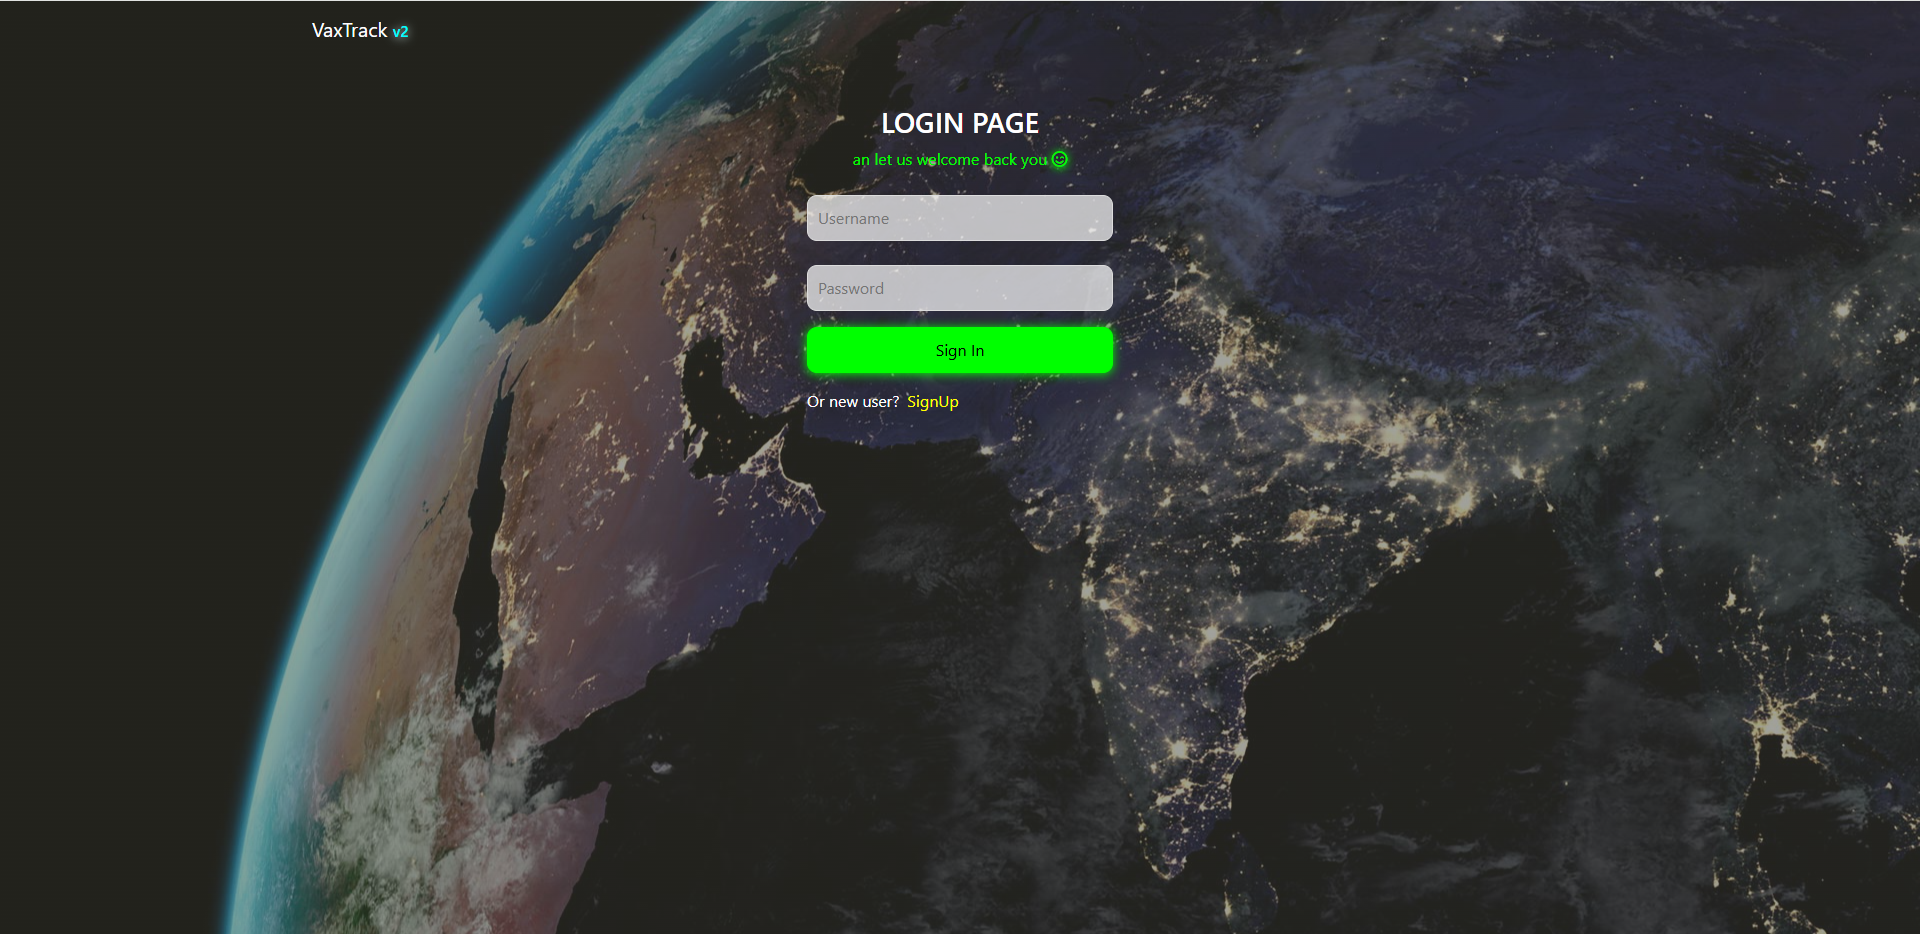 VaxTrack v2
LOGIN PAGE
an let us welcome back you
Username
Password
Sign In
Or new user? SignUp